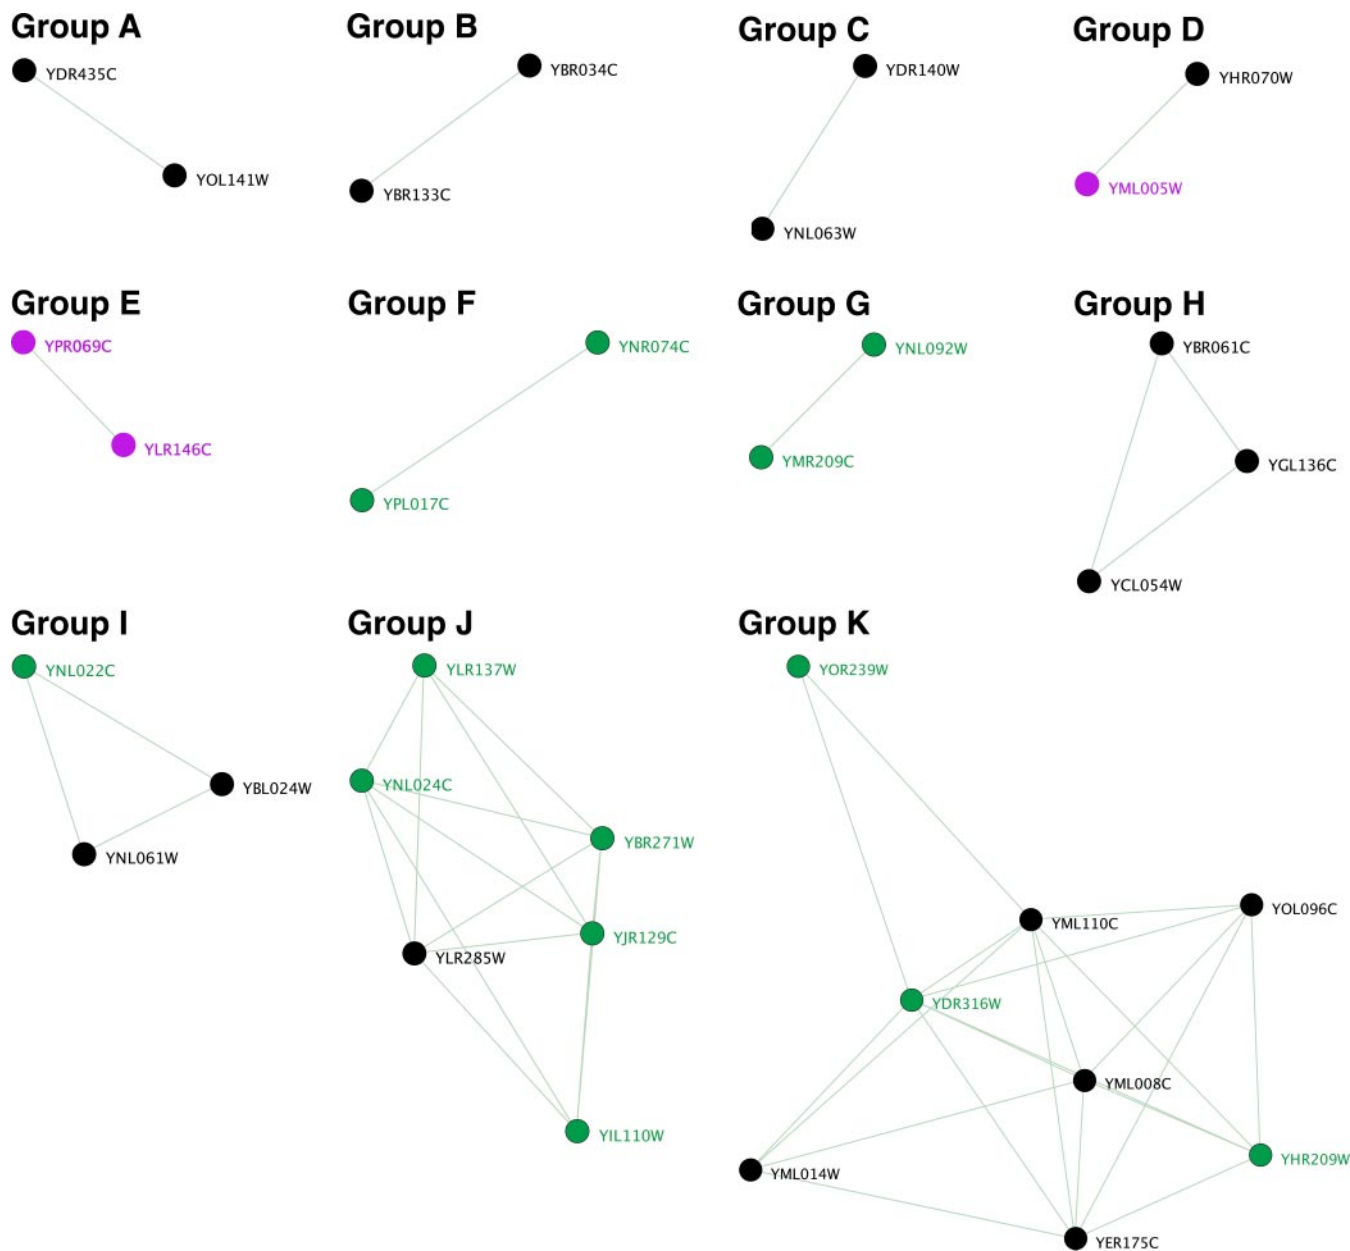 Group A
YDR435C
YOL141W
Group B
YBR034C
YBR133C
Group C
YDR140W
YNL063W
Group D
YHR070W
YML005W
Group E
YPR069C
YLR146C
Group F
YNR074C
YPL017C
Group G
YNL092W
YMR209C
Group H
YBR061C
YGL136C
YCL054W
Group I
YNL022C
YBL024W
YNL061W
Group J
YLR137W
YNL024C
YBR271W
YJR129C
YLR285W
YIL110W
Group K
YOR239W
YOL096C
YML110C
YDR316W
YML008C
YHR209W
YML014W
YER175C